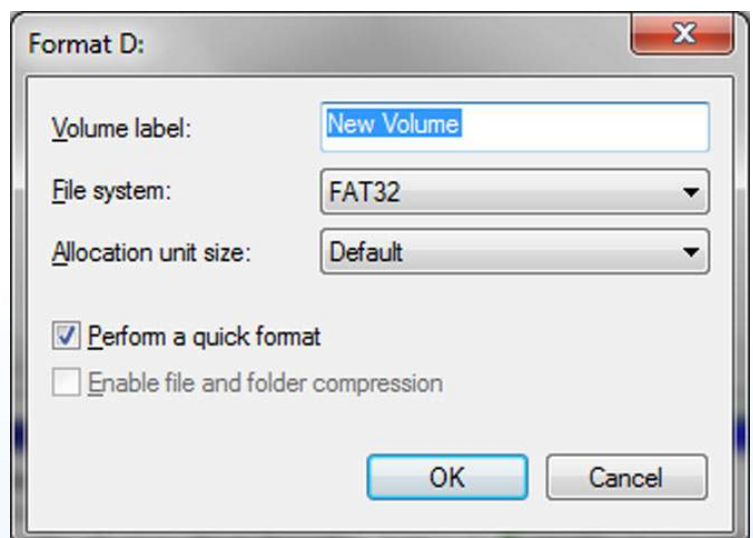 Format D:
Volume label: New Volume
File system: FAT32
Allocation unit size: Default
Perform a quick format
Enable file and folder compression
OK Cancel